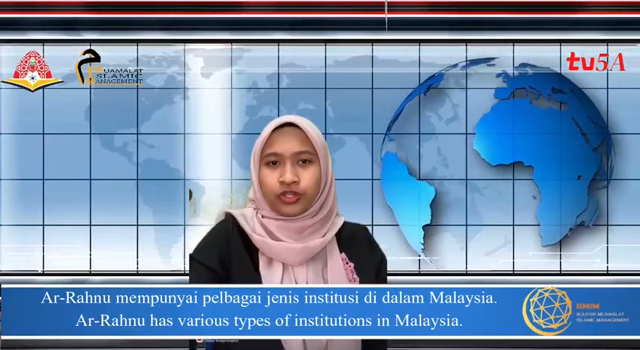 tu5A
MUAMALAT
ISLAMIC
MANAGEMENT
Ar-Rahnu mempunyai pelbagai jenis institusi di dalam Malaysia.
Ar-Rahnu has various types of institutions in Malaysia.
BULETIN MUAMALAT
ISLAMIC MANAGEMENT